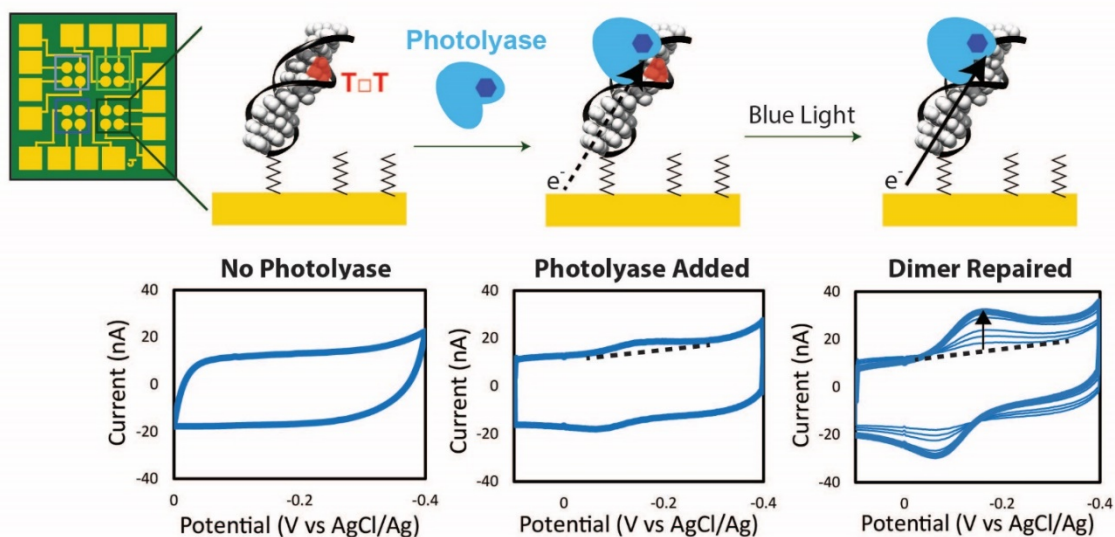 Photolyase
T□T
Blue Light
e-
e-
No Photolyase
Photolyase Added
Dimer Repaired
Current (nA)
40
20
0
-20
-40
0
-0.2
-0.4
Potential (V vs AgCl/Ag)
Current (nA)
40
20
0
-20
-40
0
-0.2
-0.4
Potential (V vs AgCl/Ag)
Current (nA)
40
20
0
-20
-40
0
-0.2
-0.4
Potential (V vs AgCl/Ag)